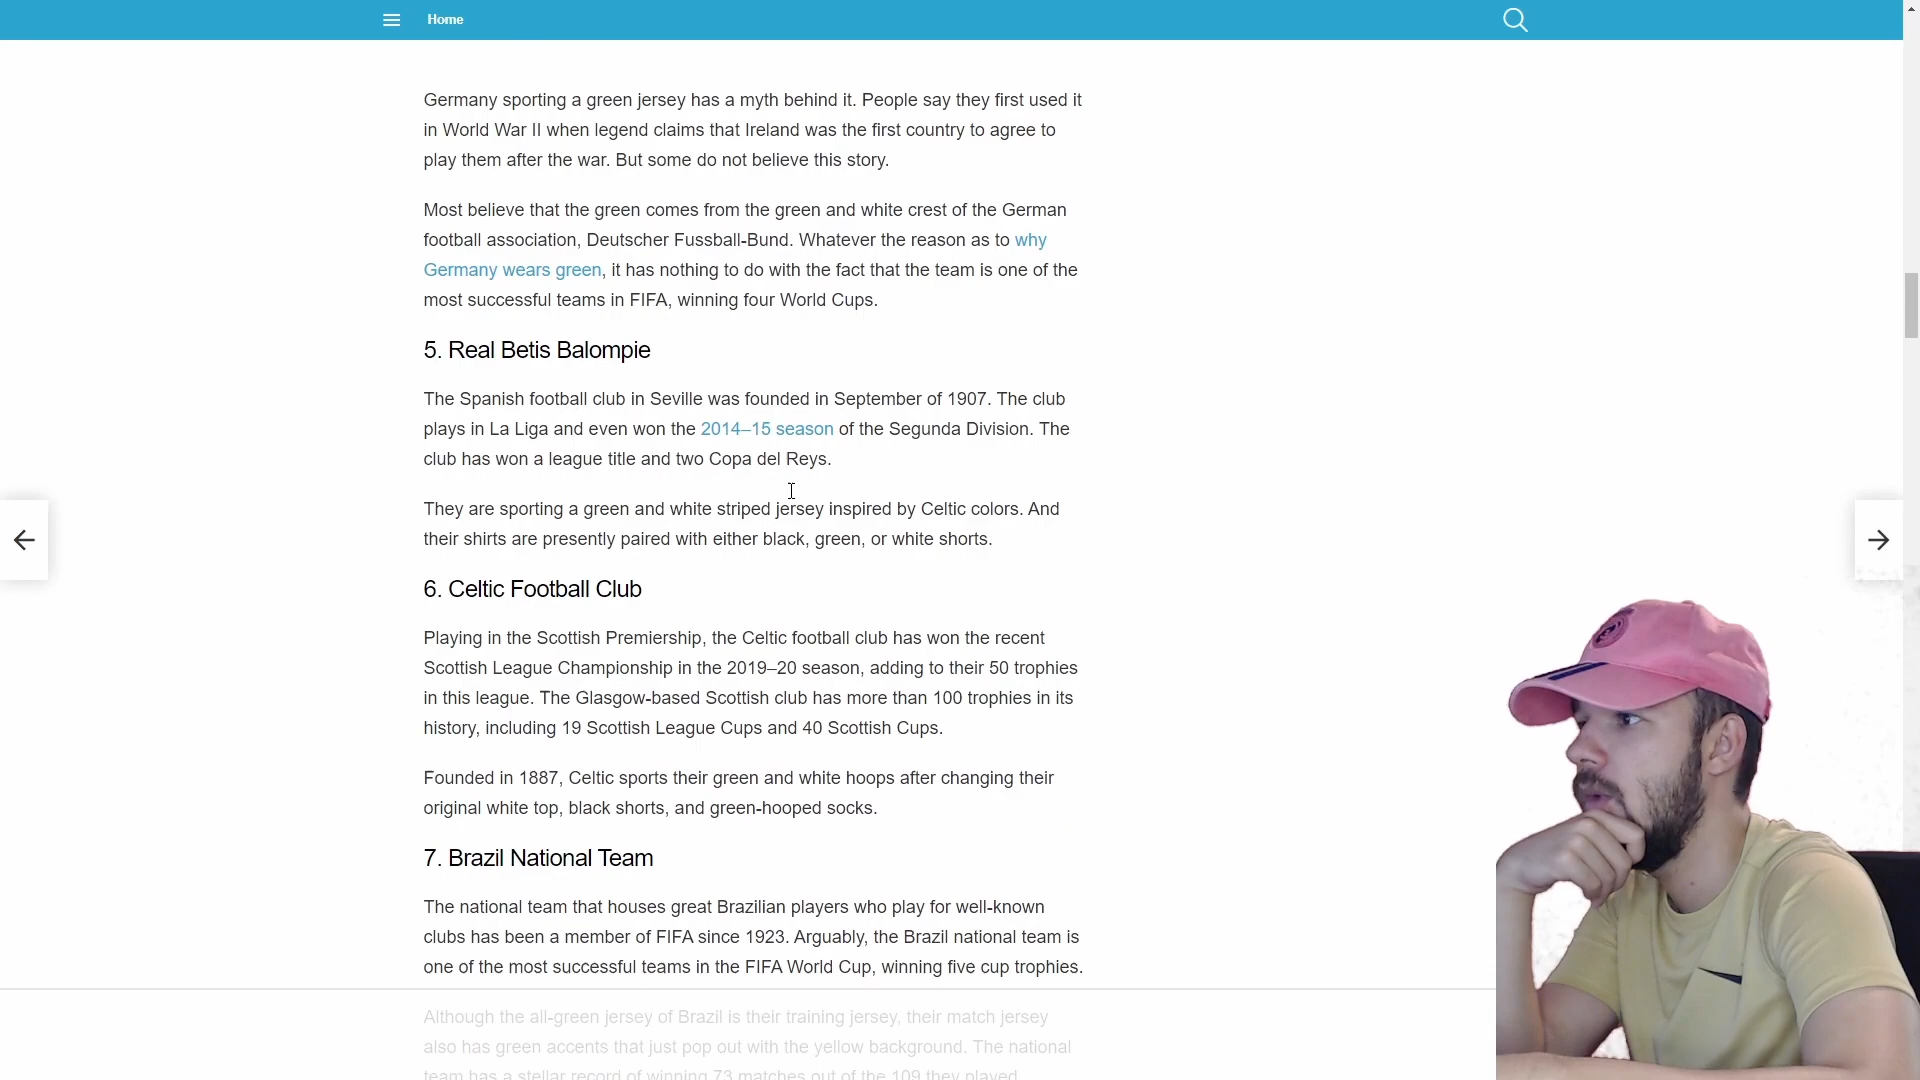 Home
Germany sporting a green jersey has a myth behind it. People say they first used it
in World War II when legend claims that Ireland was the first country to agree to
play them after the war. But some do not believe this story.
Most believe that the green comes from the green and white crest of the German
football association, Deutscher Fussball-Bund. Whatever the reason as to why
Germany wears green, it has nothing to do with the fact that the team is one of the
most successful teams in FIFA, winning four World Cups.
5. Real Betis Balompie
The Spanish football club in Seville was founded in September of 1907. The club
plays in La Liga and even won the 2014–15 season of the Segunda Division. The
club has won a league title and two Copa del Reys.
They are sporting a green and white striped jersey inspired by Celtic colors. And
their shirts are presently paired with either black, green, or white shorts.
6. Celtic Football Club
Playing in the Scottish Premiership, the Celtic football club has won the recent
Scottish League Championship in the 2019–20 season, adding to their 50 trophies
in this league. The Glasgow-based Scottish club has more than 100 trophies in its
history, including 19 Scottish League Cups and 40 Scottish Cups.
Founded in 1887, Celtic sports their green and white hoops after changing their
original white top, black shorts, and green-hooped socks.
7. Brazil National Team
The national team that houses great Brazilian players who play for well-known
clubs has been a member of FIFA since 1923. Arguably, the Brazil national team is
one of the most successful teams in the FIFA World Cup, winning five cup trophies.
Although the all-green jersey of Brazil is their training jersey, their match jersey
also has green accents that just pop out with the yellow background. The national
team has a stellar record of winning 73 matches out of the 109 they played